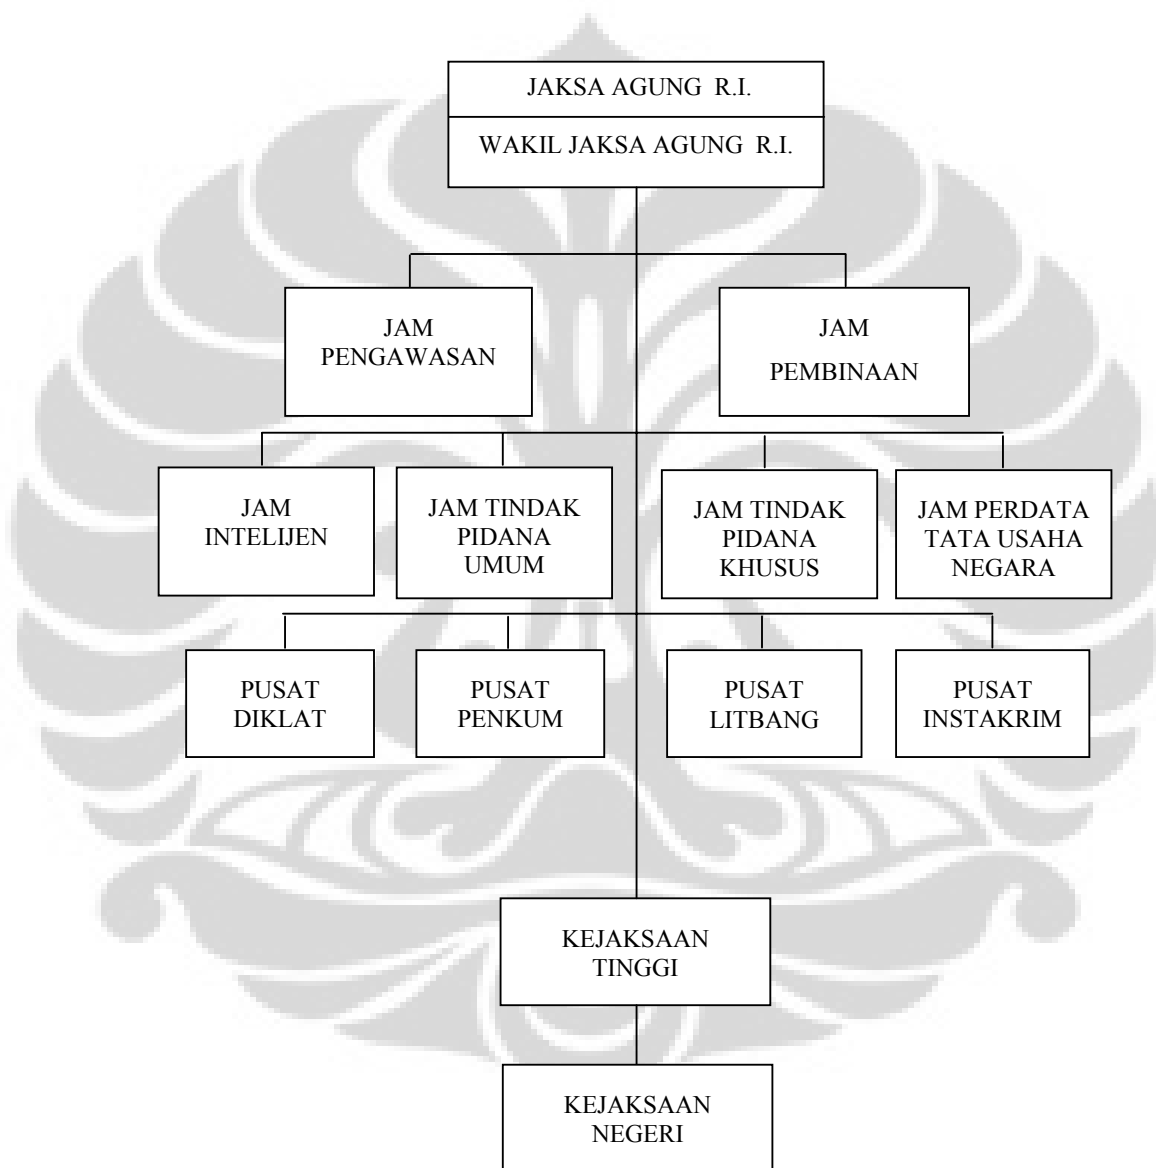 JAKSA AGUNG R.I.
WAKIL JAKSA AGUNG R.I.
JAM
PENGAWASAN
JAM
PEMBINAAN
JAM
INTELIJEN
JAM TINDAK
PIDANA
UMUM
JAM TINDAK
PIDANA
KHUSUS
JAM PERDATA
TATA USAHA
NEGARA
PUSAT
DIKLAT
PUSAT
PENKUM
PUSAT
LITBANG
PUSAT
INSTAKRIM
KEJAKSAAN
TINGGI
KEJAKSAAN
NEGERI